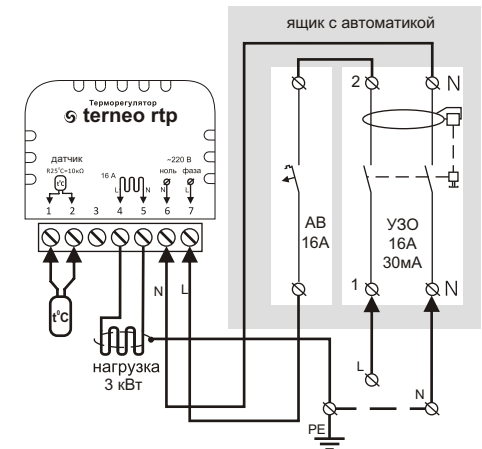 ящик с автоматикой
Терморегулятор
terneo rtp
датчик
R25°C=10кΩ
t°C
16 А
L
N
~220 В
ноль фаза
N
L
1 2 3 4 5 6 7
2
N
АВ
16А
УЗО
16А
30мА
1
N
t°C
N
L
нагрузка
3 кВт
L
N
PE